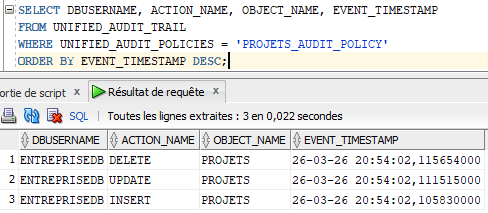 SELECT DBUSERNAME, ACTION_NAME, OBJECT_NAME, EVENT_TIMESTAMP
FROM UNIFIED_AUDIT_TRAIL
WHERE UNIFIED_AUDIT_POLICIES = 'PROJETS_AUDIT_POLICY'
ORDER BY EVENT_TIMESTAMP DESC;
ortie de script × Résultat de requête ×
SQL | Toutes les lignes extraites : 3 en 0,022 secondes
DBUSERNAME ACTION_NAME OBJECT_NAME EVENT_TIMESTAMP
1 ENTREPRISEDB DELETE PROJETS 26-03-26 20:54:02,115654000
2 ENTREPRISEDB UPDATE PROJETS 26-03-26 20:54:02,111515000
3 ENTREPRISEDB INSERT PROJETS 26-03-26 20:54:02,105830000